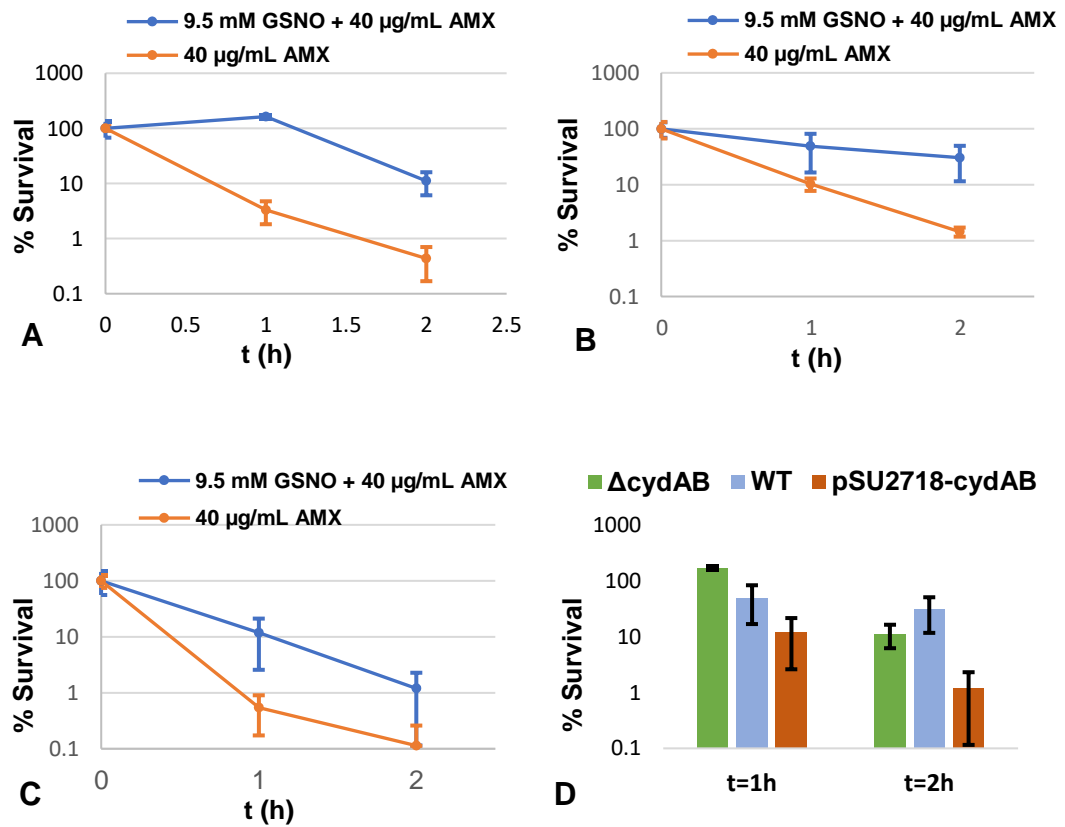 9.5 mM GSNO + 40 µg/mL AMX
40 µg/mL AMX
1000
100
10
1
0.1
% Survival
0 0.5 1 1.5 2 2.5
t (h)
A
9.5 mM GSNO + 40 µg/mL AMX
40 µg/mL AMX
1000
100
10
1
0.1
% Survival
0 1 2
t (h)
B
9.5 mM GSNO + 40 µg/mL AMX
40 µg/mL AMX
1000
100
10
1
0.1
% Survival
0 1 2
t (h)
C
ΔcydAB WT pSU2718-cydAB
1000
100
10
1
0.1
% Survival
t=1h t=2h
D